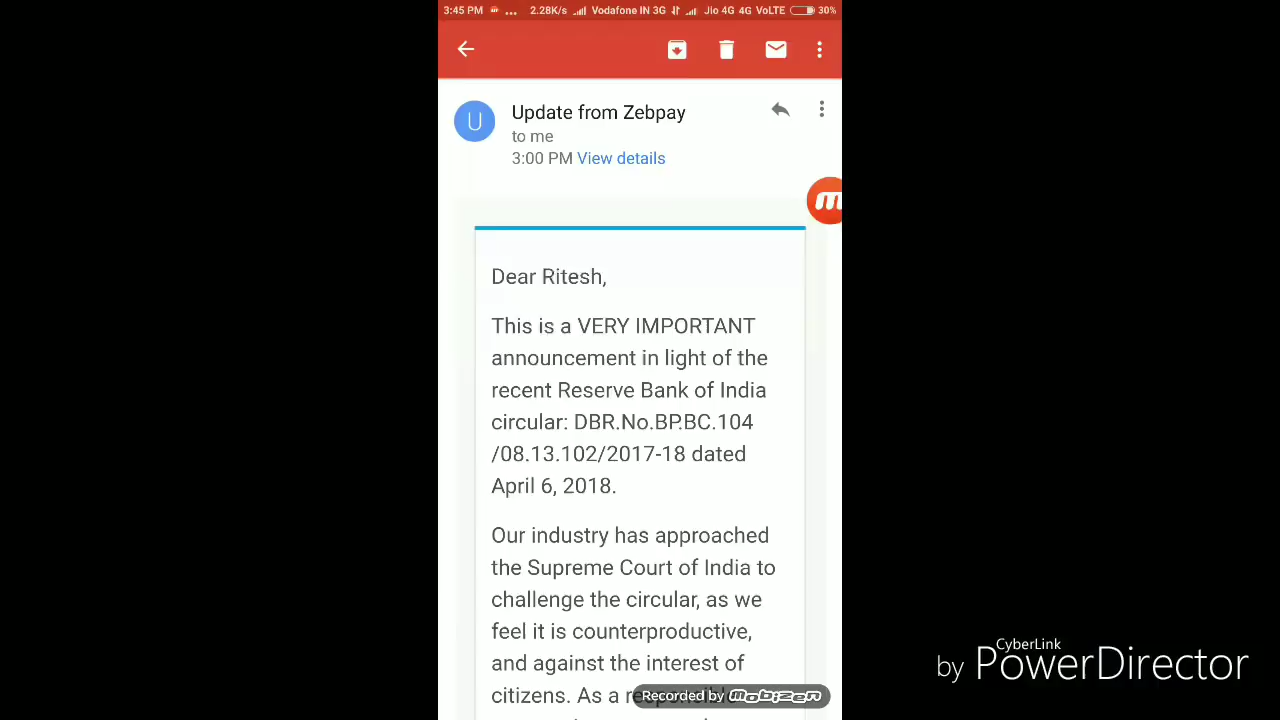 3:45 PM ... 2.28K/s Vodafone IN 3G Jio 4G 4G VoLTE 30%
U
Update from Zebpay
to me
3:00 PM View details
Dear Ritesh,
This is a VERY IMPORTANT
announcement in light of the
recent Reserve Bank of India
circular: DBR.No.BP.BC.104
/08.13.102/2017-18 dated
April 6, 2018.
Our industry has approached
the Supreme Court of India to
challenge the circular, as we
feel it is counterproductive,
and against the interest of
citizens. As a responsible
Recorded by mobizen
CyberLink
by PowerDirector